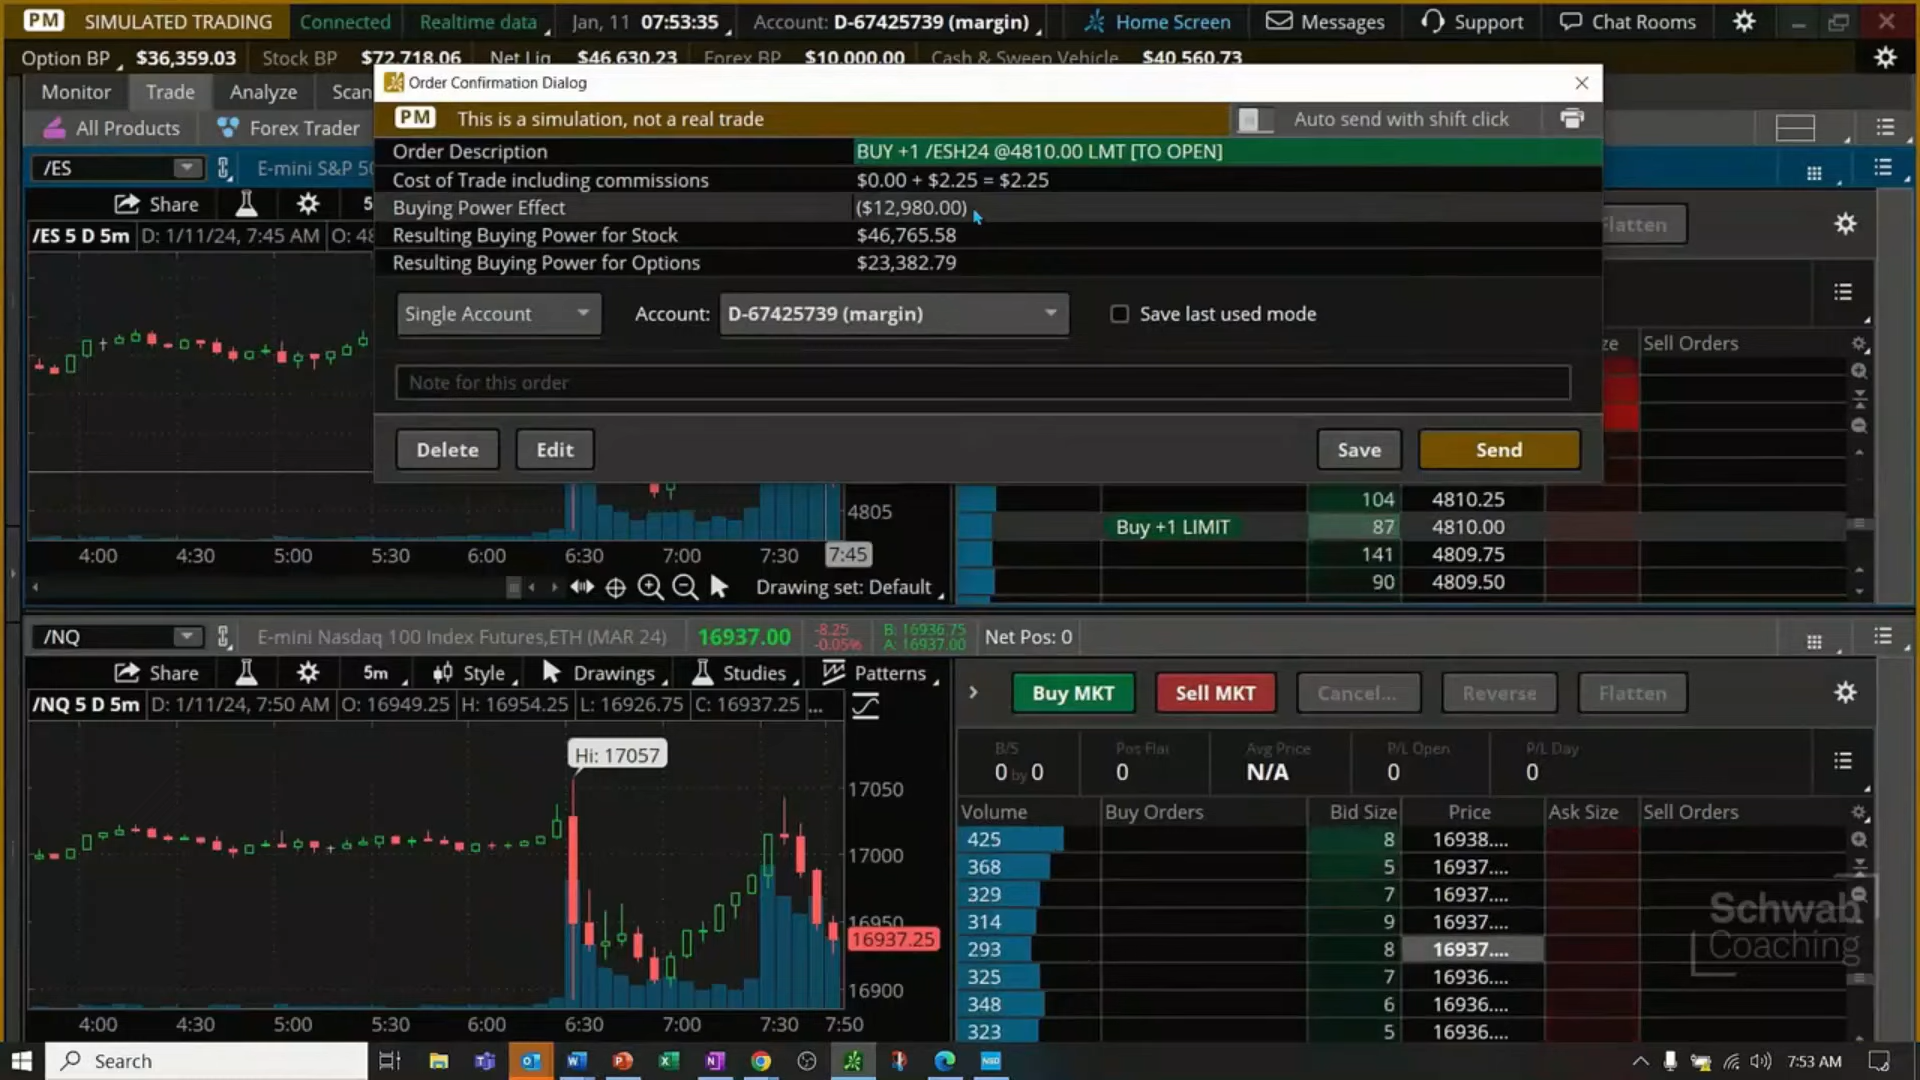 PM SIMULATED TRADING Connected Realtime data Jan, 11 07:53:35 Account: D-67425739 (margin) Home Screen Messages Support Chat Rooms
Option BP $36,359.03 Stock BP $72,718.06 Net Liq $46,630.23 Forex BP $10,000.00 Cash & Sweep Vehicle $40,560.73
Monitor Trade Analyze Scan
Order Confirmation Dialog
All Products Forex Trader
PM This is a simulation, not a real trade Auto send with shift click
Order Description BUY +1 /ESH24 @4810.00 LMT [TO OPEN]
Cost of Trade including commissions $0.00 + $2.25 = $2.25
Buying Power Effect ($12,980.00)
Resulting Buying Power for Stock $46,765.58
Resulting Buying Power for Options $23,382.79
Single Account Account: D-67425739 (margin) Save last used mode
Note for this order
Delete Edit Save Send
/ES E-mini S&P 50
Share 5
/ES 5 D 5m D: 1/11/24, 7:45 AM O: 48
Flatten
ze Sell Orders
4805
4:00 4:30 5:00 5:30 6:00 6:30 7:00 7:30 7:45
Drawing set: Default
104 4810.25
Buy +1 LIMIT 87 4810.00
141 4809.75
90 4809.50
/NQ E-mini Nasdaq 100 Index Futures,ETH (MAR 24) 16937.00 -8.25 -0.05% B: 16936.75 A: 16937.00 Net Pos: 0
Share 5m Style Drawings Studies Patterns
/NQ 5 D 5m D: 1/11/24, 7:50 AM O: 16949.25 H: 16954.25 L: 16926.75 C: 16937.25 ...
Hi: 17057
17050
17000
16950
16937.25
16900
4:00 4:30 5:00 5:30 6:00 6:30 7:00 7:30 7:50
Buy MKT Sell MKT Cancel... Reverse Flatten
B/S Pos Flat Avg Price P/L Open P/L Day
0 by 0 0 N/A 0 0
Volume Buy Orders Bid Size Price Ask Size Sell Orders
425 8 16938....
368 5 16937....
329 7 16937....
314 9 16937....
293 8 16937....
325 7 16936....
348 6 16936....
323 5 16936....
Schwab
Coaching
Search 7:53 AM